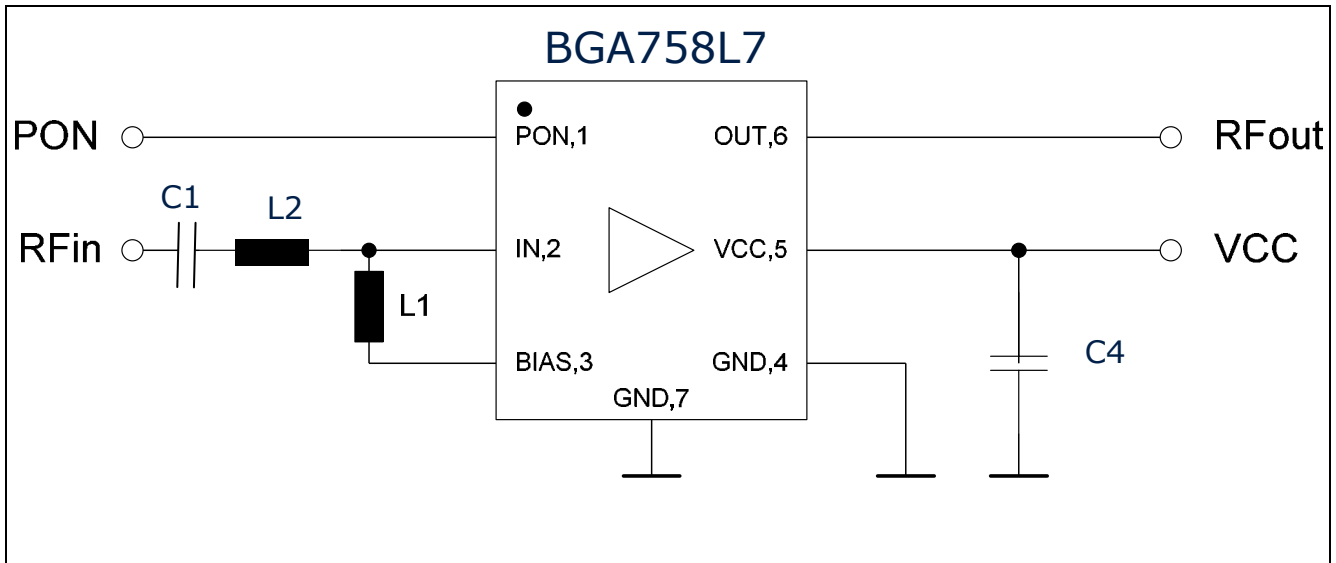 BGA758L7
PON
PON,1
OUT,6
RFout
C1
L2
RFin
IN,2
VCC,5
VCC
L1
BIAS,3
GND,4
C4
GND,7